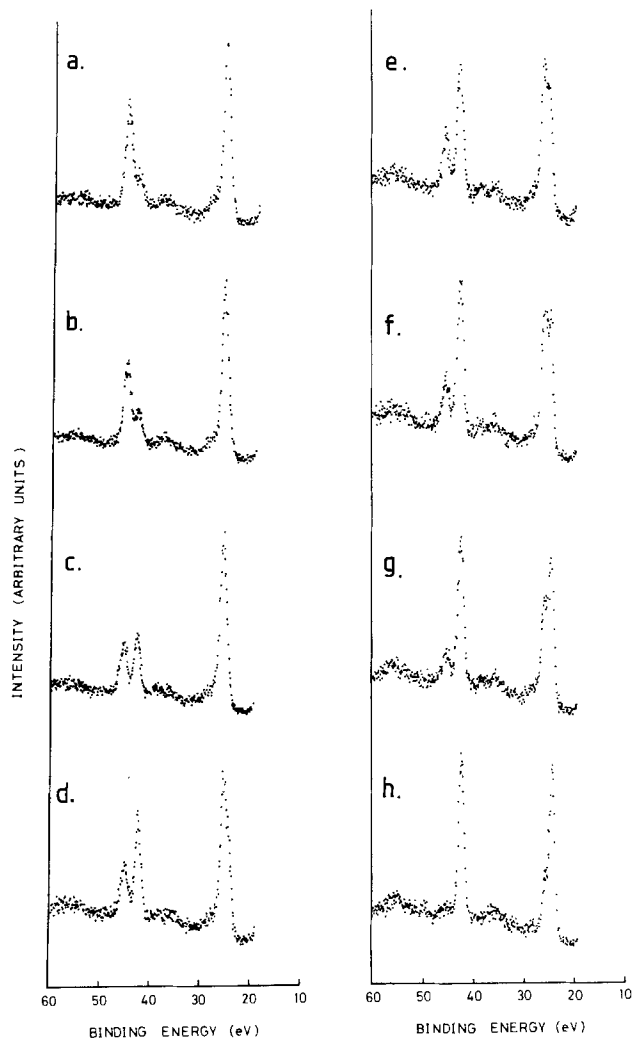 a.
b.
c.
d.
e.
f.
g.
h.
INTENSITY (ARBITRARY UNITS)
60 50 40 30 20 10
BINDING ENERGY (eV)
60 50 40 30 20 10
BINDING ENERGY (eV)